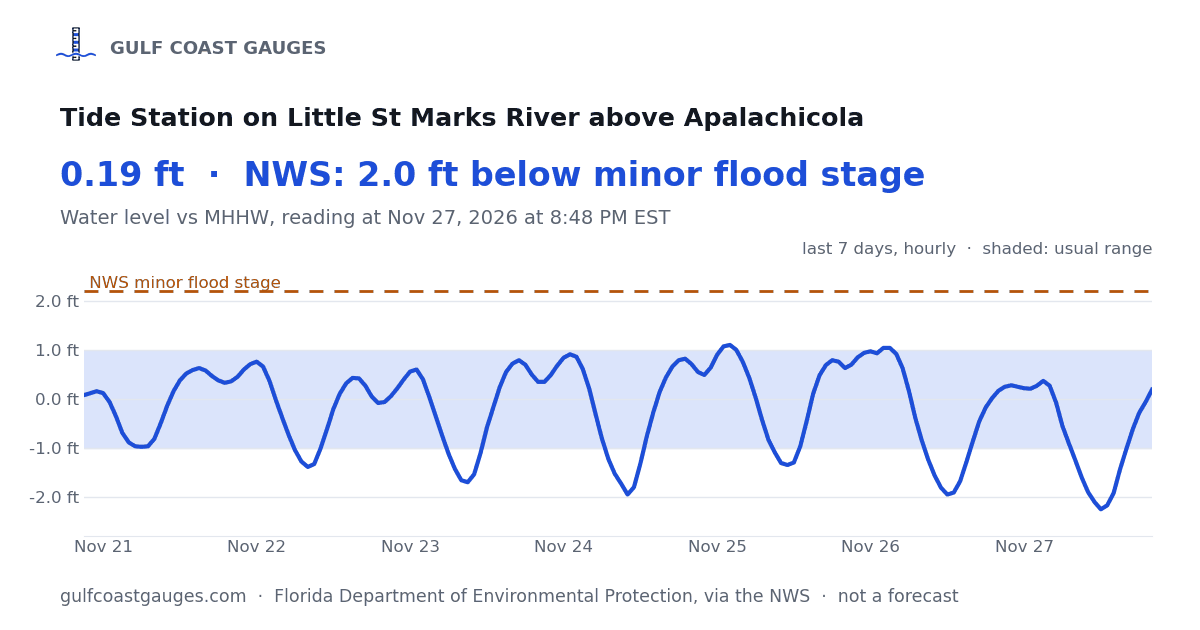 GULF COAST GAUGES
Tide Station on Little St Marks River above Apalachicola
0.19 ft · NWS: 2.0 ft below minor flood stage
Water level vs MHHW, reading at Nov 27, 2026 at 8:48 PM EST
last 7 days, hourly · shaded: usual range
NWS minor flood stage
2.0 ft
1.0 ft
0.0 ft
-1.0 ft
-2.0 ft
Nov 21 Nov 22 Nov 23 Nov 24 Nov 25 Nov 26 Nov 27
gulfcoastgauges.com · Florida Department of Environmental Protection, via the NWS · not a forecast